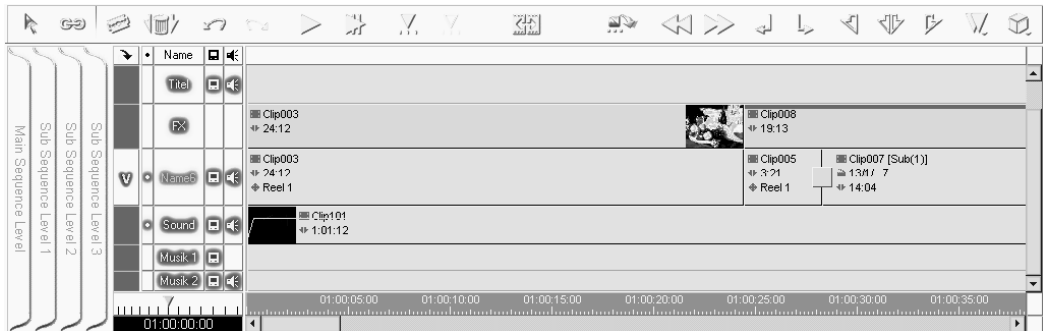 Name
Titel
FX
Name6
Sound
Musik 1
Musik 2
Main Sequence Level
Sub Sequence Level 1
Sub Sequence Level 2
Sub Sequence Level 3
V
Clip003
24:12
Clip008
19:13
Clip003
24:12
Reel 1
Clip005
3:21
Reel 1
Clip007 [Sub(1)]
14:04
Clip101
1:01:12
01:00:05:00 01:00:10:00 01:00:15:00 01:00:20:00 01:00:25:00 01:00:30:00 01:00:35:00
01:00:00:00